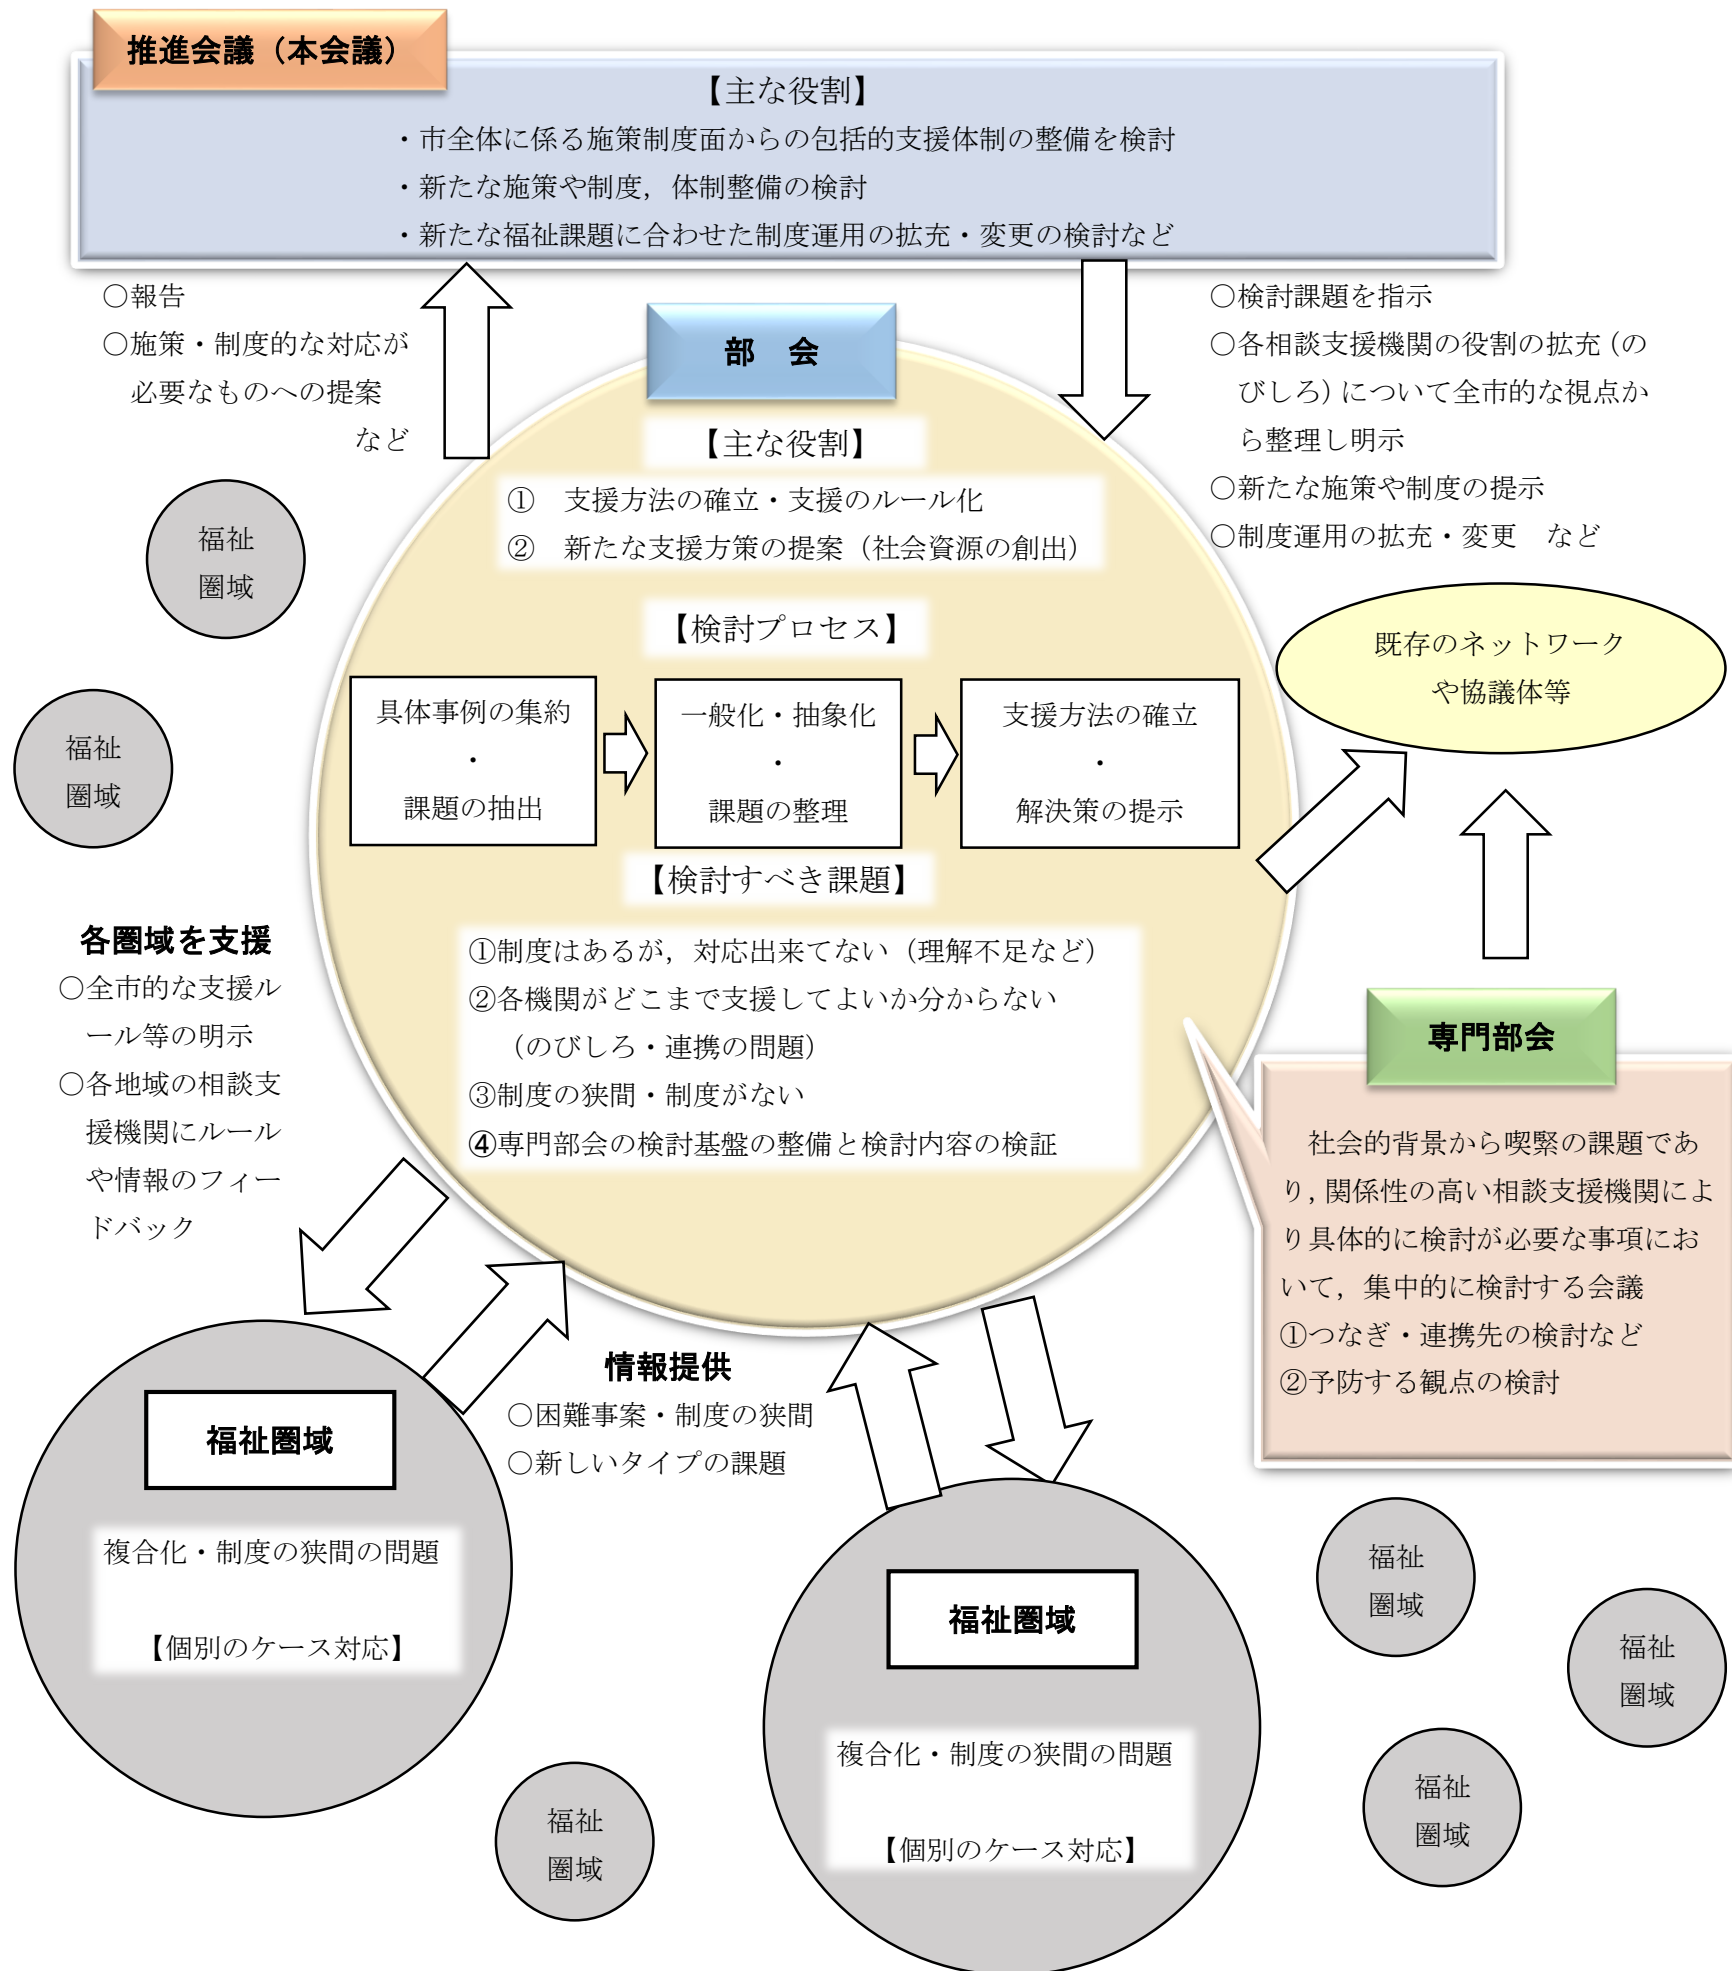 推進会議（本会議）
【主な役割】
・市全体に係る施策制度面からの包括的支援体制の整備を検討
・新たな施策や制度，体制整備の検討
・新たな福祉課題に合わせた制度運用の拡充・変更の検討など
〇報告
〇施策・制度的な対応が
必要なものへの提案
など
〇検討課題を指示
〇各相談支援機関の役割の拡充（の
びしろ）について全市的な視点か
ら整理し明示
〇新たな施策や制度の提示
〇制度運用の拡充・変更　など
部　会
【主な役割】
①　支援方法の確立・支援のルール化
②　新たな支援方策の提案（社会資源の創出）
【検討プロセス】
具体事例の集約
・
課題の抽出
一般化・抽象化
・
課題の整理
支援方法の確立
・
解決策の提示
【検討すべき課題】
①制度はあるが，対応出来てない（理解不足など）
②各機関がどこまで支援してよいか分からない
（のびしろ・連携の問題）
③制度の狭間・制度がない
④専門部会の検討基盤の整備と検討内容の検証
福祉
圏域
福祉
圏域
既存のネットワーク
や協議体等
各圏域を支援
〇全市的な支援ル
ール等の明示
〇各地域の相談支
援機関にルール
や情報のフィー
ドバック
専門部会
社会的背景から喫緊の課題であ
り，関係性の高い相談支援機関によ
り具体的に検討が必要な事項にお
いて，集中的に検討する会議
①つなぎ・連携先の検討など
②予防する観点の検討
情報提供
〇困難事案・制度の狭間
〇新しいタイプの課題
福祉圏域
複合化・制度の狭間の問題
【個別のケース対応】
福祉圏域
複合化・制度の狭間の問題
【個別のケース対応】
福祉
圏域
福祉
圏域
福祉
圏域
福祉
圏域